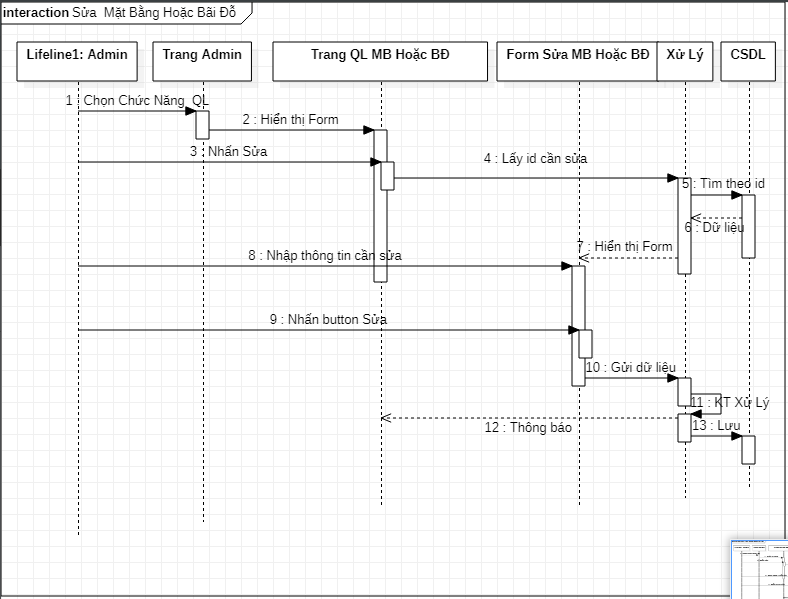 interaction Sửa Mặt Bằng Hoặc Bãi Đỗ
Lifeline1: Admin
Trang Admin
Trang QL MB Hoặc BĐ
Form Sửa MB Hoặc BĐ
Xử Lý
CSDL
1 : Chọn Chức Năng QL
2 : Hiển thị Form
3 : Nhấn Sửa
4 : Lấy id cần sửa
5 : Tìm theo id
6 : Dữ liệu
7 : Hiển thị Form
8 : Nhập thông tin cần sửa
9 : Nhấn button Sửa
10 : Gửi dữ liệu
11 : KT Xử Lý
12 : Thông báo
13 : Lưu